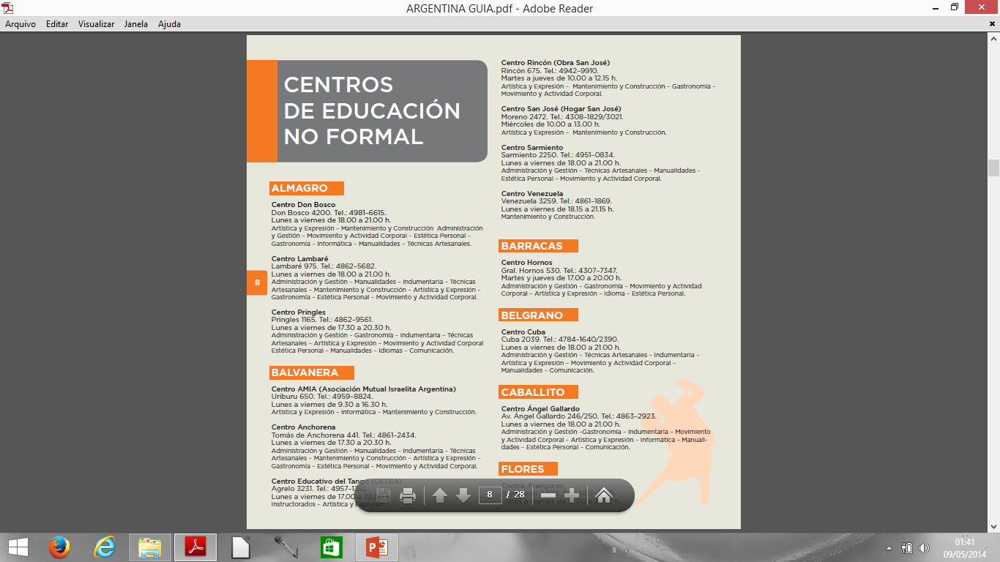 ARGENTINA GUIA.pdf - Adobe Reader
Arquivo Editar Visualizar Janela Ajuda
CENTROS
DE EDUCACIÓN
NO FORMAL
ALMAGRO
Centro Don Bosco
Don Bosco 4200. Tel.: 4981–6615.
Lunes a viernes de 18.00 a 21.00 h.
Artística y Expresión – Mantenimiento y Construcción Administración
y Gestión – Movimiento y Actividad Corporal – Estética Personal –
Gastronomía – Informática – Manualidades – Técnicas Artesanales.
Centro Lambaré
Lambaré 975. Tel.: 4862–5682.
Lunes a viernes de 18.00 a 21.00 h.
Administración y Gestión – Manualidades – Indumentaria – Técnicas
Artesanales – Mantenimiento y Construcción – Artística y Expresión –
Gastronomía – Estética Personal – Movimiento y Actividad Corporal.
8
Centro Pringles
Pringles 1165. Tel.: 4862–9561.
Lunes a viernes de 17.30 a 20.30 h.
Administración y Gestión – Gastronomía – Indumentaria – Técnicas
Artesanales – Artística y Expresión – Movimiento y Actividad Corporal
Estética Personal – Manualidades – Idiomas – Comunicación.
BALVANERA
Centro AMIA (Asociación Mutual Israelita Argentina)
Uriburu 650. Tel.: 4959–8824.
Lunes a viernes de 9.30 a 16.30 h.
Artística y Expresión – Informática – Mantenimiento y Construcción.
Centro Anchorena
Tomás de Anchorena 441. Tel.: 4861–2434.
Lunes a viernes de 17.30 a 20.30 h.
Administración y Gestión – Manualidades – Indumentaria – Técnicas
Artesanales – Mantenimiento y Construcción – Artística y Expresión –
Gastronomía – Estética Personal – Movimiento y Actividad Corporal.
Centro Educativo del Tango (CETBA)
Agrelo 3231. Tel.: 4957–
Lunes a viernes de 17.00 a 22.00 h.
Instructorados – Artística y Expresión.
Centro Rincón (Obra San José)
Rincón 675. Tel.: 4942–9910.
Martes a jueves de 10.00 a 12.15 h.
Artística y Expresión – Mantenimiento y Construcción – Gastronomía –
Movimiento y Actividad Corporal.
Centro San José (Hogar San José)
Moreno 2472. Tel.: 4308–1829/3021.
Miércoles de 10.00 a 13.00 h.
Artística y Expresión – Mantenimiento y Construcción.
Centro Sarmiento
Sarmiento 2250. Tel.: 4951–0834.
Lunes a viernes de 18.00 a 21.00 h.
Administración y Gestión – Técnicas Artesanales – Manualidades -
Estética Personal – Movimiento y Actividad Corporal.
Centro Venezuela
Venezuela 3259. Tel.: 4861–1869.
Lunes a viernes de 18.15 a 21.15 h.
Mantenimiento y Construcción.
BARRACAS
Centro Hornos
Gral. Hornos 530. Tel.: 4307–7347.
Martes y jueves de 17.00 a 20.00 h.
Administración y Gestión – Gastronomía – Movimiento y Actividad
Corporal – Artística y Expresión – Idioma – Estética Personal.
BELGRANO
Centro Cuba
Cuba 2039. Tel.: 4784–1640/2390.
Lunes a viernes de 18.00 a 21.00 h.
Administración y Gestión – Técnicas Artesanales – Indumentaria –
Artística y Expresión – Movimiento y Actividad Corporal –
Manualidades – Comunicación.
CABALLITO
Centro Ángel Gallardo
Av. Ángel Gallardo 246/250. Tel.: 4863–2923.
Lunes a viernes de 18.00 a 21.00 h.
Administración y Gestión –Gastronomía – Indumentaria – Movimiento
y Actividad Corporal – Artística y Expresión – Informática – Manuali-
dades – Estética Personal – Comunicación.
FLORES
Centro Aranguren
8 / 28
01:41
09/05/2014